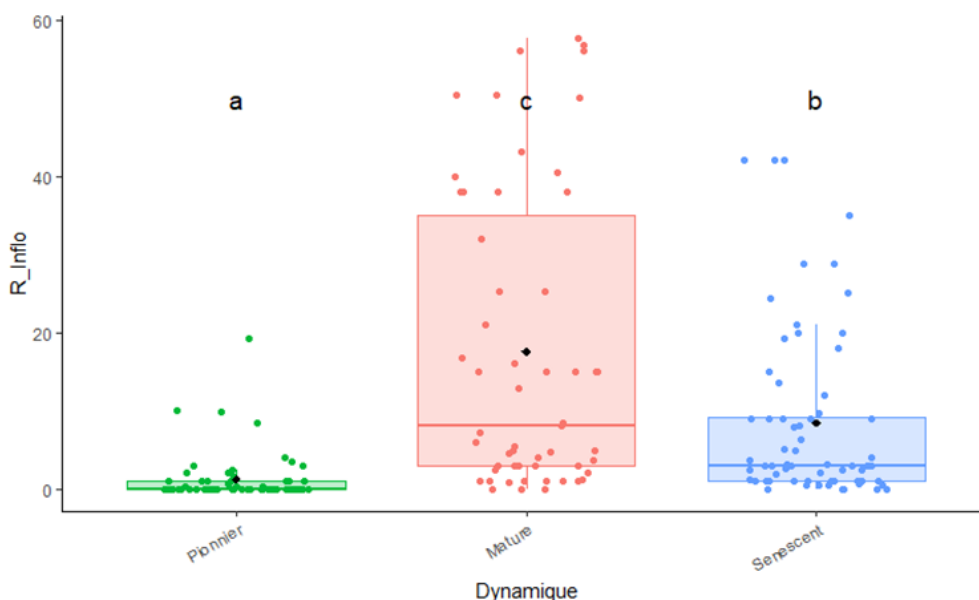 60
a
c
b
40
R_Inflo
20
0
Pionnier
Mature
Senescent
Dynamique